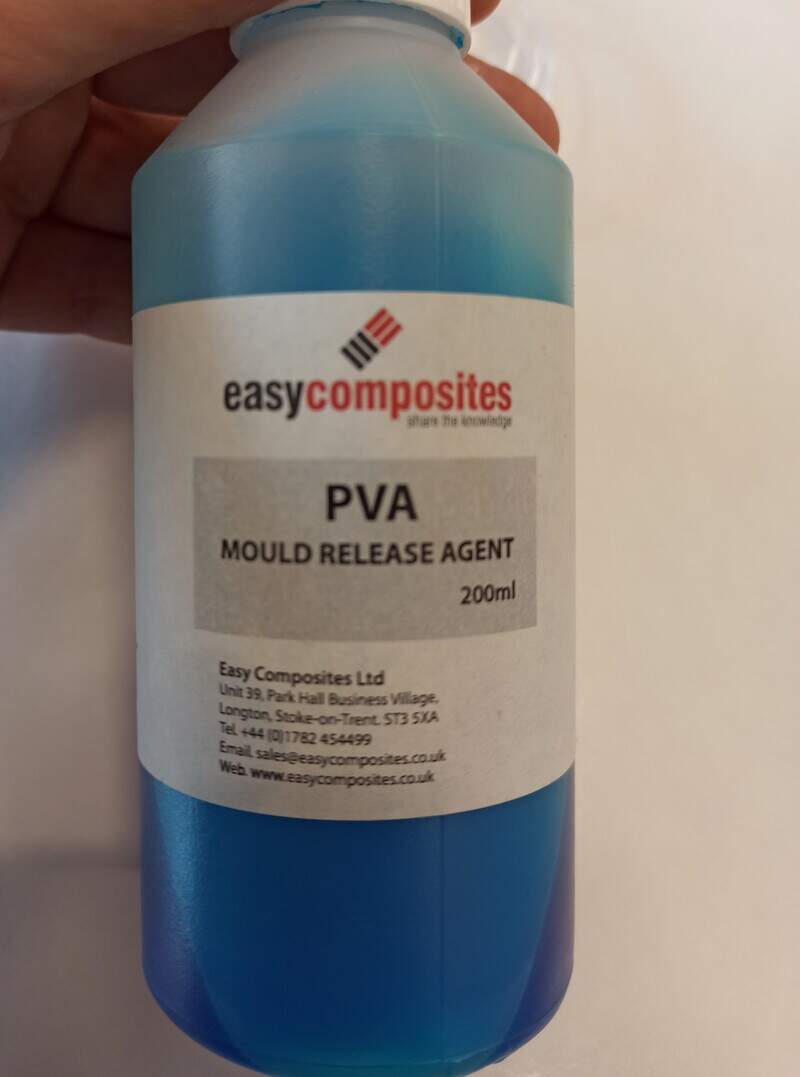 easycomposites
share the knowledge
PVA
MOULD RELEASE AGENT
200ml
Easy Composites Ltd
Unit 39, Park Hall Business Village,
Longton, Stoke-on-Trent. ST3 5XA
Tel. +44 (0)1782 454499
Email. sales@easycomposites.co.uk
Web. www.easycomposites.co.uk